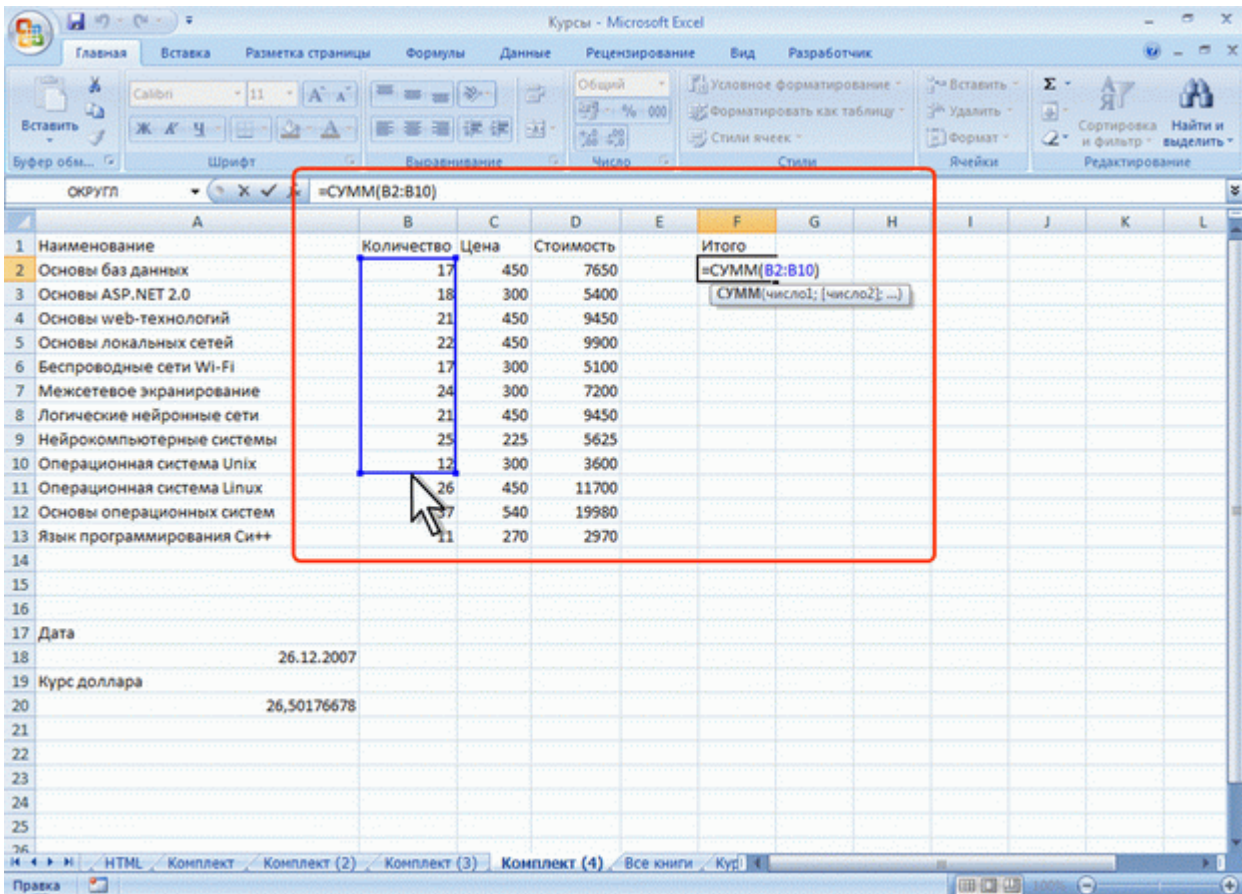 Курсы - Microsoft Excel
Главная Вставка Разметка страницы Формулы Данные Рецензирование Вид Разработчик
Calibri 11 Общий Условное форматирование Вставить Σ
Вставить Ж К Ч % 000 Форматировать как таблицу Удалить Сортировка и фильтр Найти и выделить
Стили ячеек Формат
Буфер обм... Шрифт Выравнивание Число Стили Ячейки Редактирование
ОКРУГЛ =СУММ(B2:B10)
A B C D E F G H I J K L
1 Наименование Количество Цена Стоимость Итого
2 Основы баз данных 17 450 7650 =СУММ(B2:B10)
3 Основы ASP.NET 2.0 18 300 5400 СУММ(число1; [число2]; ...)
4 Основы web-технологий 21 450 9450
5 Основы локальных сетей 22 450 9900
6 Беспроводные сети Wi-Fi 17 300 5100
7 Межсетевое экранирование 24 300 7200
8 Логические нейронные сети 21 450 9450
9 Нейрокомпьютерные системы 25 225 5625
10 Операционная система Unix 12 300 3600
11 Операционная система Linux 26 450 11700
12 Основы операционных систем 37 540 19980
13 Язык программирования Си++ 11 270 2970
14
15
16
17 Дата
18 26.12.2007
19 Курс доллара
20 26,50176678
21
22
23
24
25
26
HTML Комплект Комплект (2) Комплект (3) Комплект (4) Все книги Кур
Правка 100%